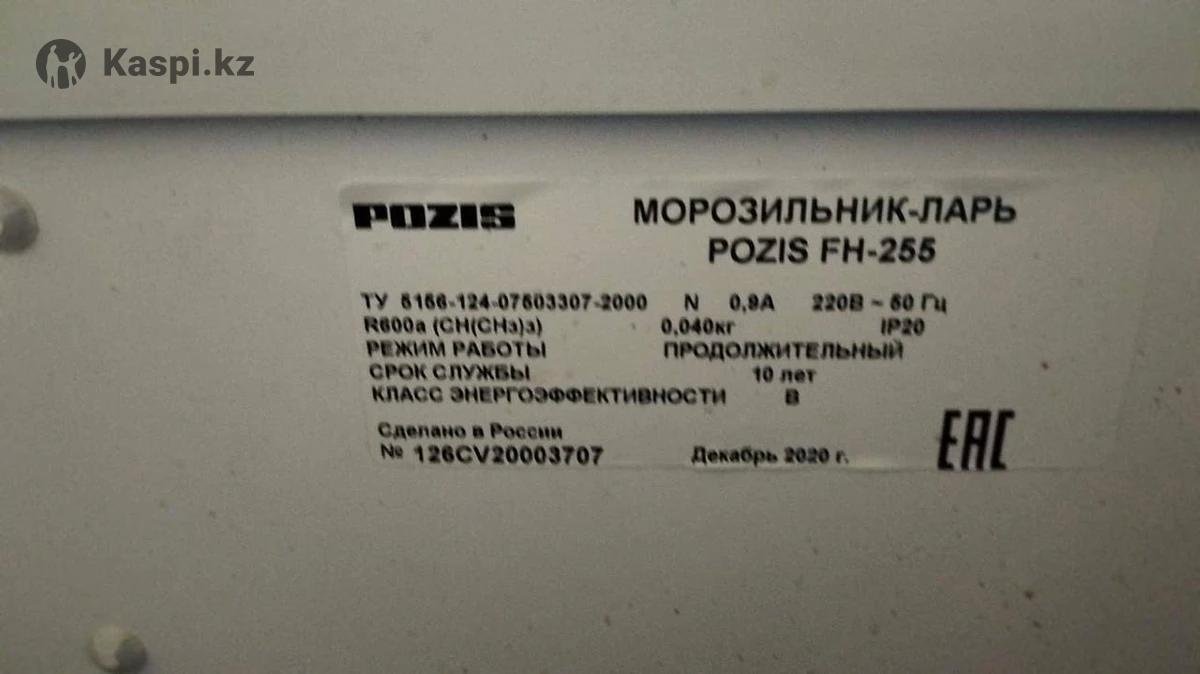 Kaspi.kz
POZIS
МОРОЗИЛЬНИК-ЛАРЬ
POZIS FH-255
ТУ 5156-124-07503307-2000 N 0,9А 220В ~ 50 Гц
R600a (CH(CH₃)₃) 0,040кг IP20
РЕЖИМ РАБОТЫ ПРОДОЛЖИТЕЛЬНЫЙ
СРОК СЛУЖБЫ 10 лет
КЛАСС ЭНЕРГОЭФФЕКТИВНОСТИ В
Сделано в России
№ 126CV20003707 Декабрь 2020 г.
EAC